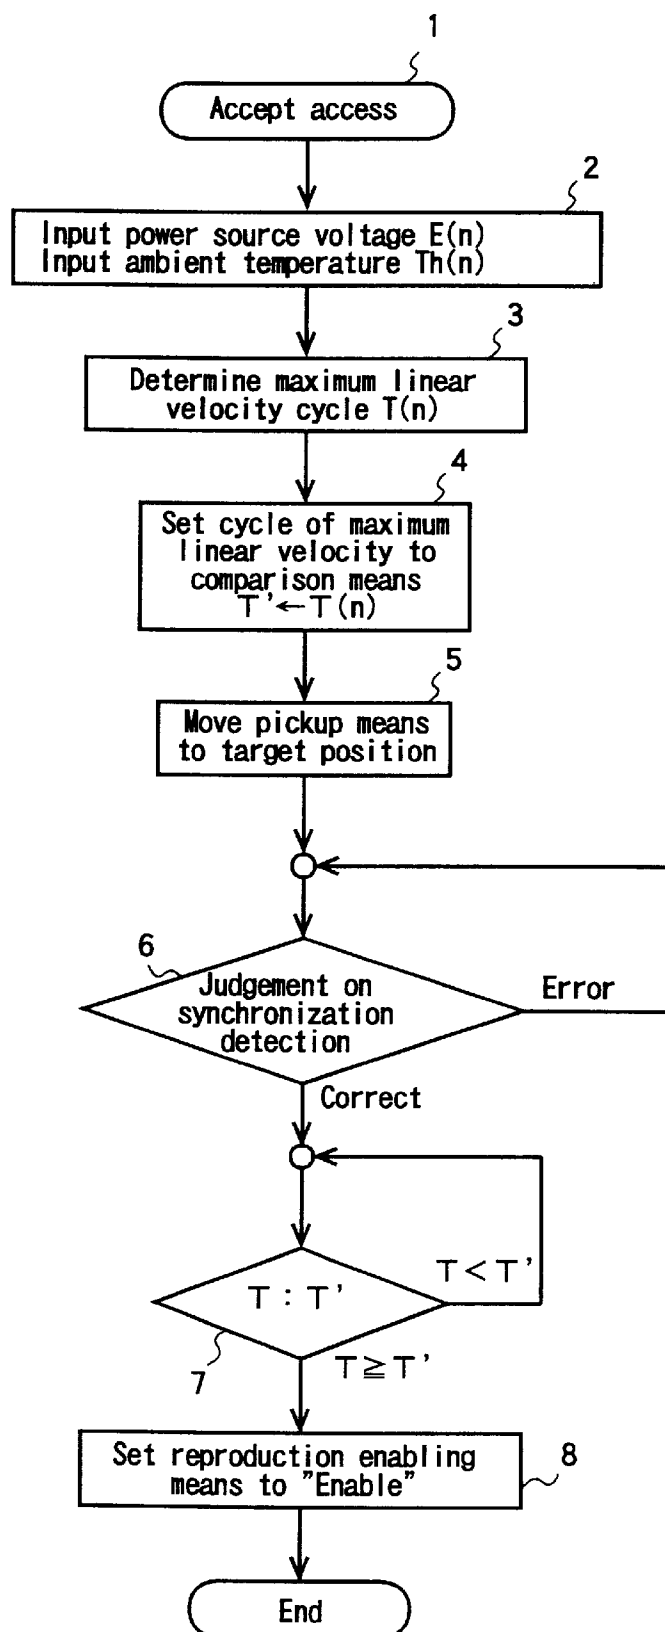 1
Accept access
2
Input power source voltage E(n)
Input ambient temperature Th(n)
3
Determine maximum linear
velocity cycle T(n)
4
Set cycle of maximum
linear velocity to
comparison means
T'←T(n)
5
Move pickup means
to target position
6
Judgement on
synchronization
detection
Error
Correct
T<T'
T : T'
7
T≧T'
Set reproduction enabling
means to "Enable"
8
End